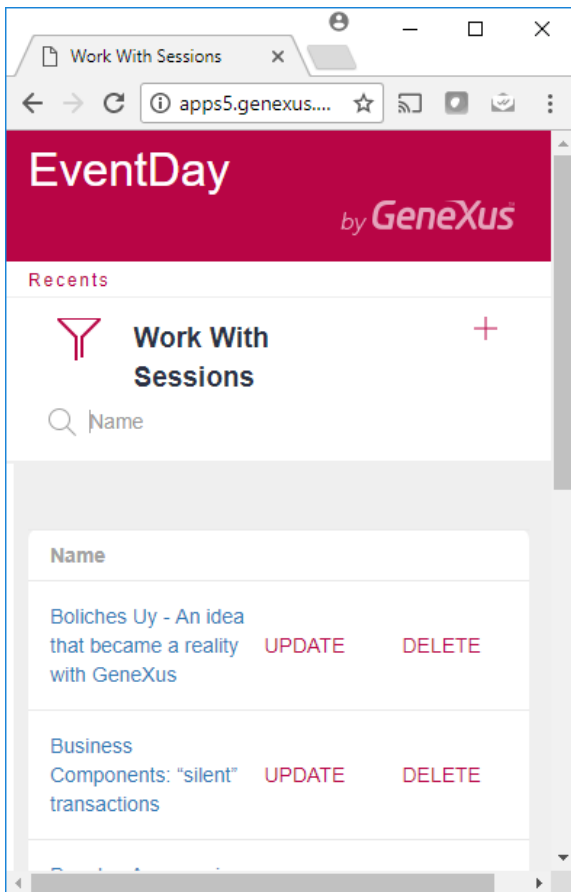 Work With Sessions
apps5.genexus....
EventDay
by GeneXus
Recents
Work With
Sessions
Name
Name
Boliches Uy - An idea
that became a reality
with GeneXus
UPDATE DELETE
Business
Components: “silent”
transactions
UPDATE DELETE